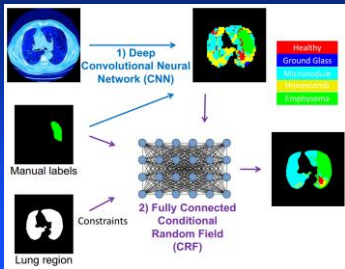 1) Deep
Convolutional Neural
Network (CNN)
Healthy
Ground Glass
Micronodule
Honeycomb
Emphysema
Manual labels
Constraints
2) Fully Connected
Conditional
Random Field
(CRF)
Lung region